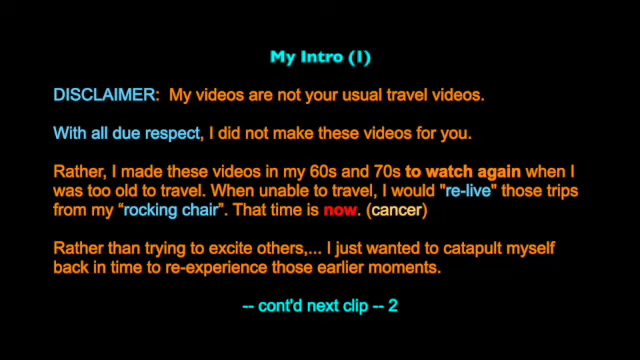 My Intro (1)
DISCLAIMER:  My videos are not your usual travel videos.
With all due respect, I did not make these videos for you.
Rather, I made these videos in my 60s and 70s to watch again when I
was too old to travel. When unable to travel, I would "re-live" those trips
from my “rocking chair”. That time is now. (cancer)
Rather than trying to excite others,... I just wanted to catapult myself
back in time to re-experience those earlier moments.
-- cont'd next clip -- 2